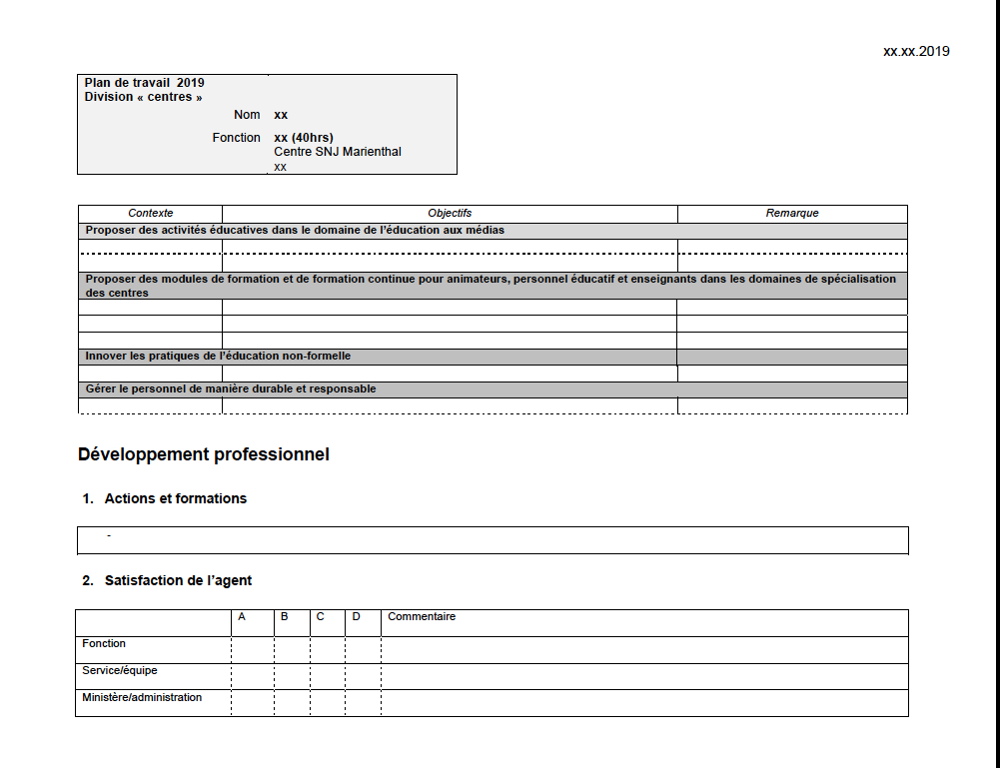 xx.xx.2019
Plan de travail 2019
Division « centres »
Nom xx
Fonction xx (40hrs)
Centre SNJ Marienthal
xx
Contexte Objectifs Remarque
Proposer des activités éducatives dans le domaine de l'éducation aux médias
Proposer des modules de formation et de formation continue pour animateurs, personnel éducatif et enseignants dans les domaines de spécialisation
des centres
Innover les pratiques de l'éducation non-formelle
Gérer le personnel de manière durable et responsable
Développement professionnel
1. Actions et formations
-
2. Satisfaction de l'agent
A B C D Commentaire
Fonction
Service/équipe
Ministère/administration